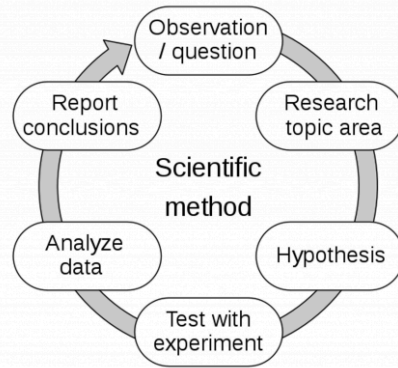 Observation
/ question
Research
topic area
Hypothesis
Test with
experiment
Analyze
data
Report
conclusions
Scientific
method